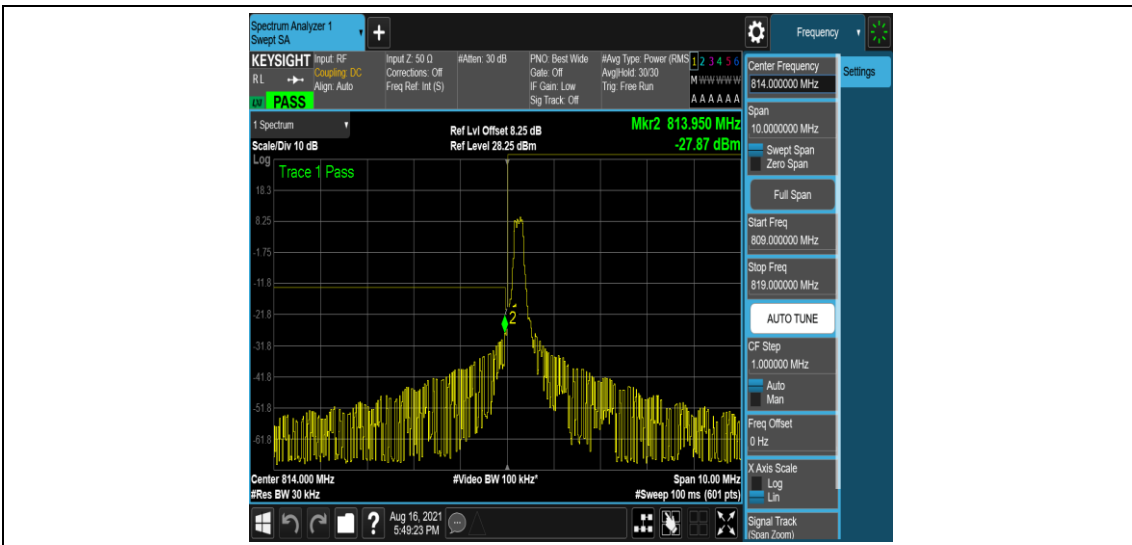 Spectrum Analyzer 1
Swept SA
+
Frequency
KEYSIGHT
RL
PASS
Input: RF
Coupling: DC
Align: Auto
Input Z: 50 Ω
Corrections: Off
Freq Ref: Int (S)
#Atten: 30 dB
PNO: Best Wide
Gate: Off
IF Gain: Low
Sig Track: Off
#Avg Type: Power (RMS
Avg|Hold: 30/30
Trig: Free Run
1 2 3 4 5 6
M W W W W W
A A A A A A
1 Spectrum
Scale/Div 10 dB
Ref Lvl Offset 8.25 dB
Ref Level 28.25 dBm
Mkr2 813.950 MHz
-27.87 dBm
Log
Trace 1 Pass
18.3
8.25
-1.75
-11.8
-21.8
-31.8
-41.8
-51.8
-61.8
2
Center 814.000 MHz
#Res BW 30 kHz
#Video BW 100 kHz*
Span 10.00 MHz
#Sweep 100 ms (601 pts)
?
Aug 16, 2021
5:49:23 PM
Center Frequency
814.000000 MHz
Settings
Span
10.0000000 MHz
Swept Span
Zero Span
Full Span
Start Freq
809.000000 MHz
Stop Freq
819.000000 MHz
AUTO TUNE
CF Step
1.000000 MHz
Auto
Man
Freq Offset
0 Hz
X Axis Scale
Log
Lin
Signal Track
(Span Zoom)